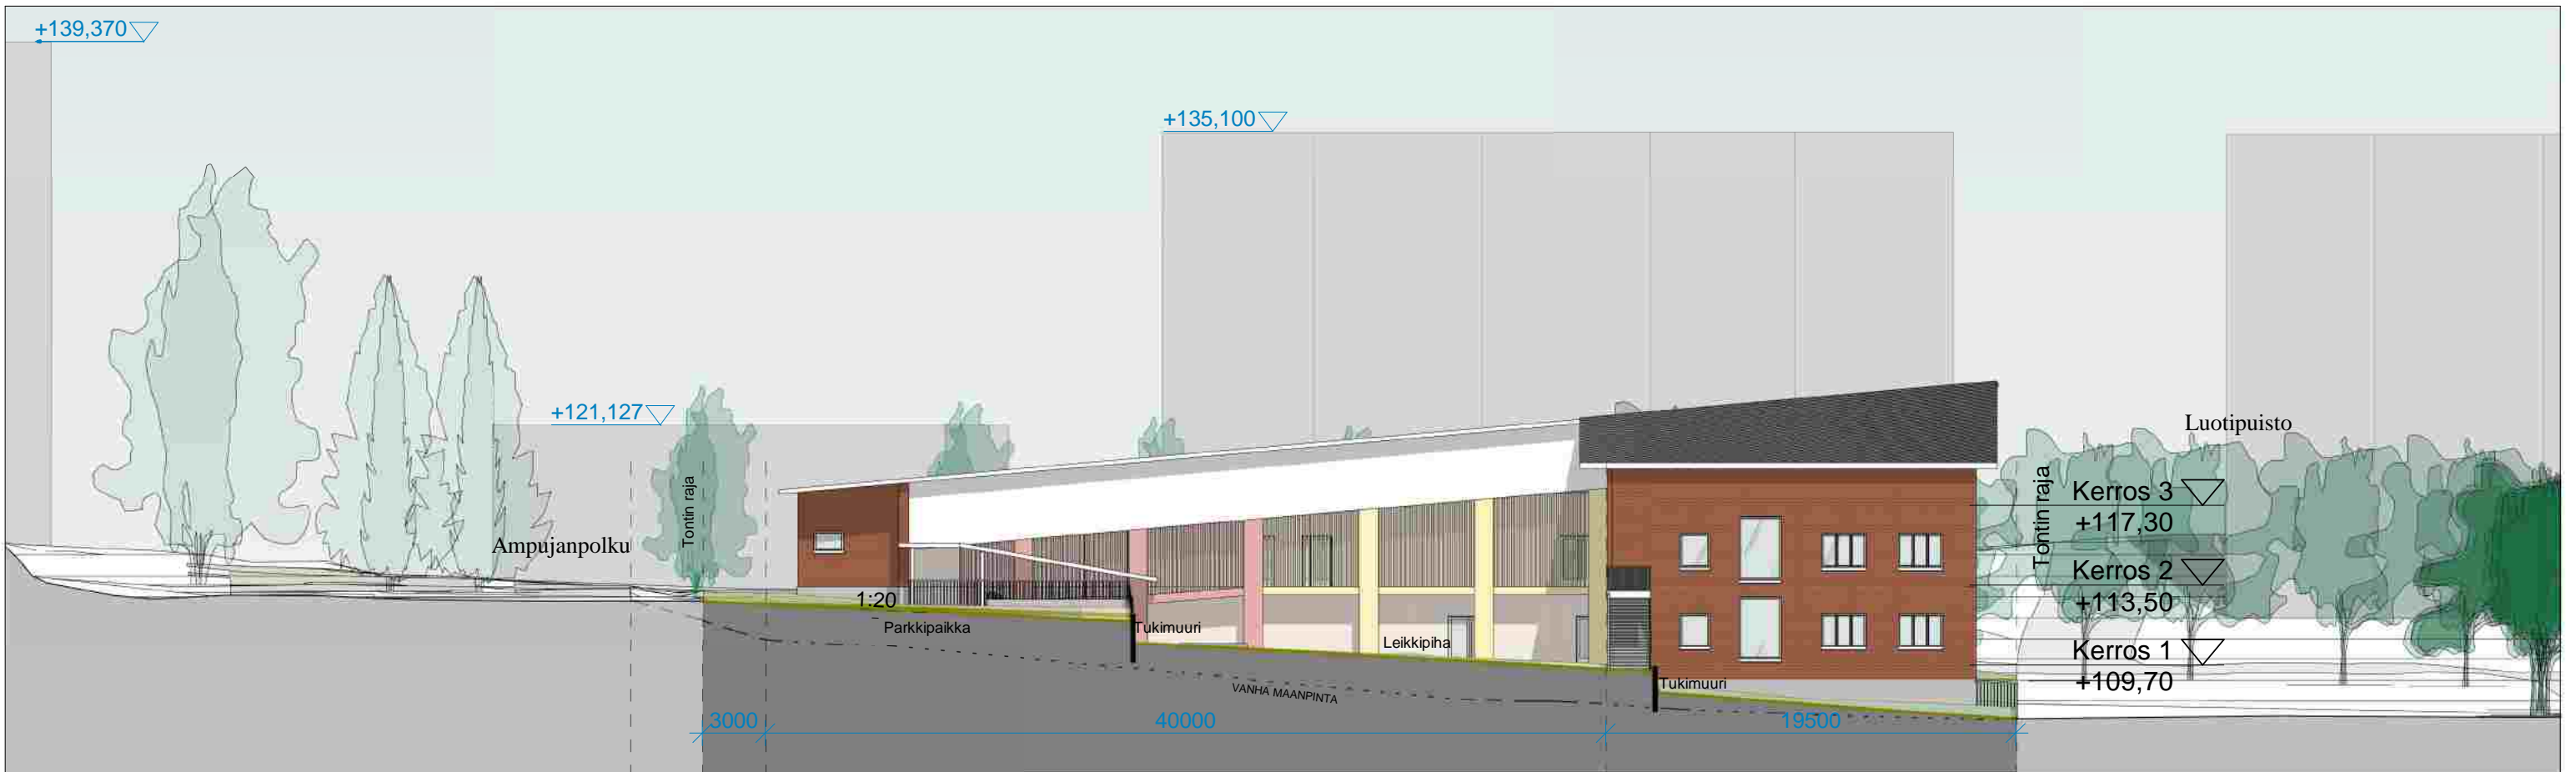 +139,370
+135,100
+121,127
Luotipuisto
Tontin raja
Tontin raja
Kerros 3
+117,30
Ampujanpolku
Kerros 2
+113,50
1:20
Parkkipaikka
Tukimuuri
Leikkipiha
Kerros 1
+109,70
Tukimuuri
VANHA MAANPINTA
3000
40000
19500